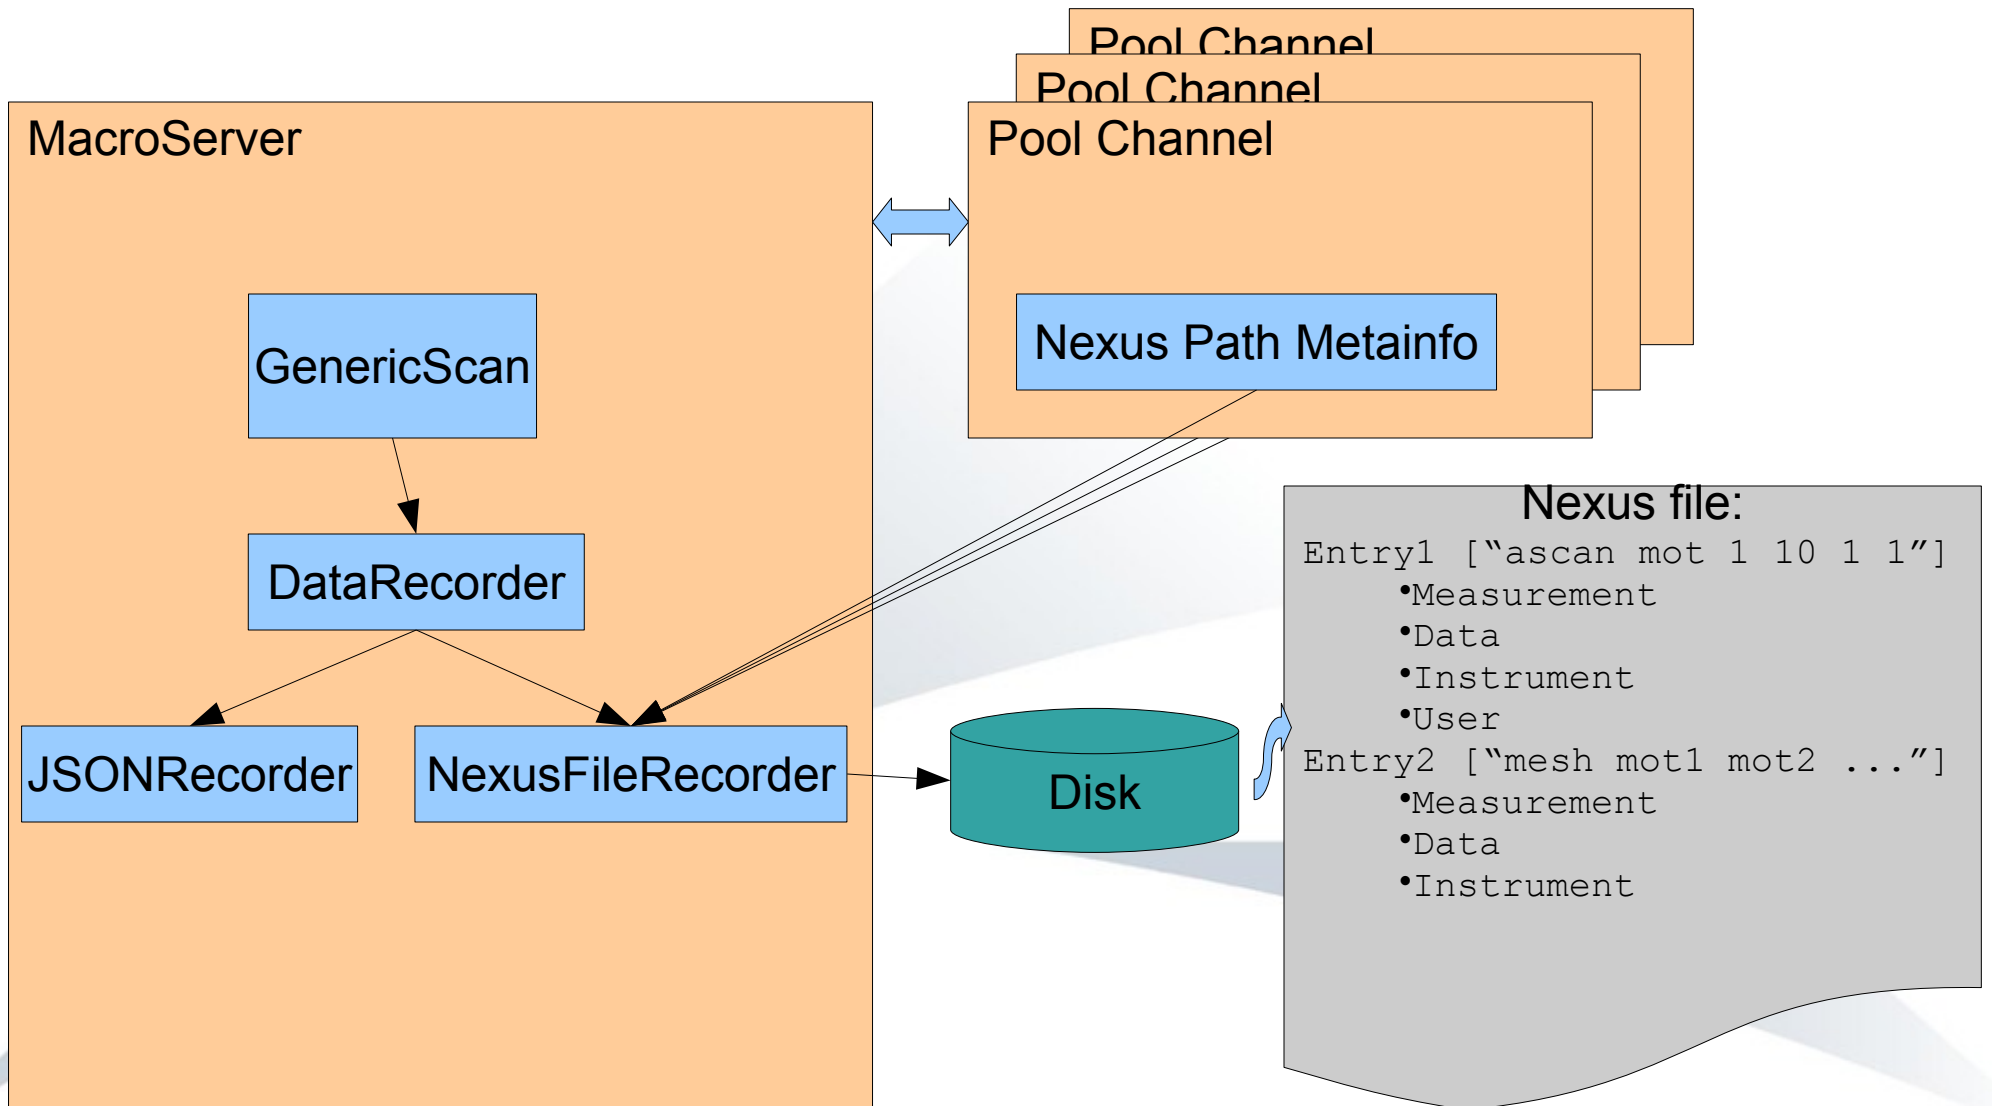 Pool Channel
Pool Channel
Pool Channel
MacroServer
Nexus Path Metainfo
GenericScan
DataRecorder
JSONRecorder
NexusFileRecorder
Disk
Nexus file:
Entry1 [“ascan mot 1 10 1 1”]
•Measurement
•Data
•Instrument
•User
Entry2 [“mesh mot1 mot2 ...”]
•Measurement
•Data
•Instrument